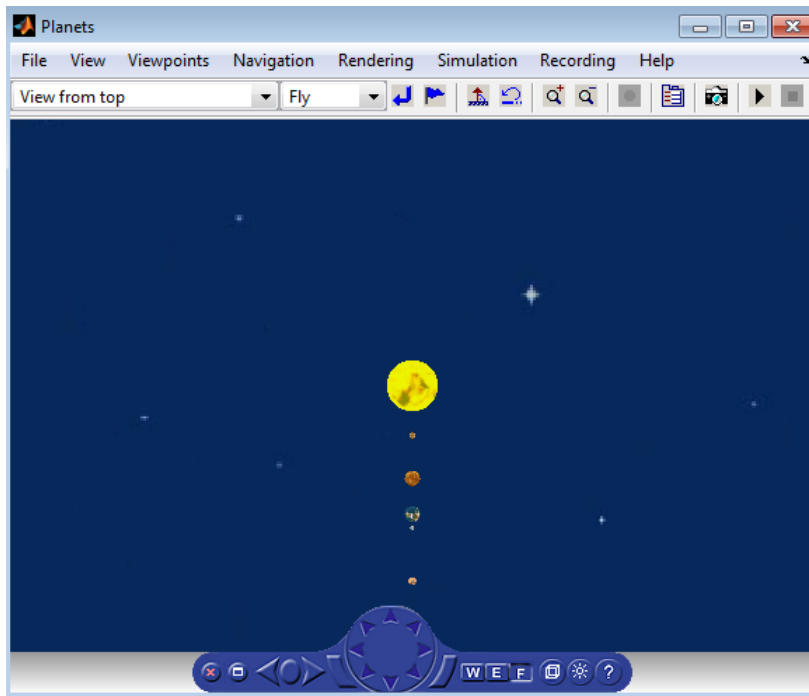 Planets
File View Viewpoints Navigation Rendering Simulation Recording Help
View from top Fly
W E F ?